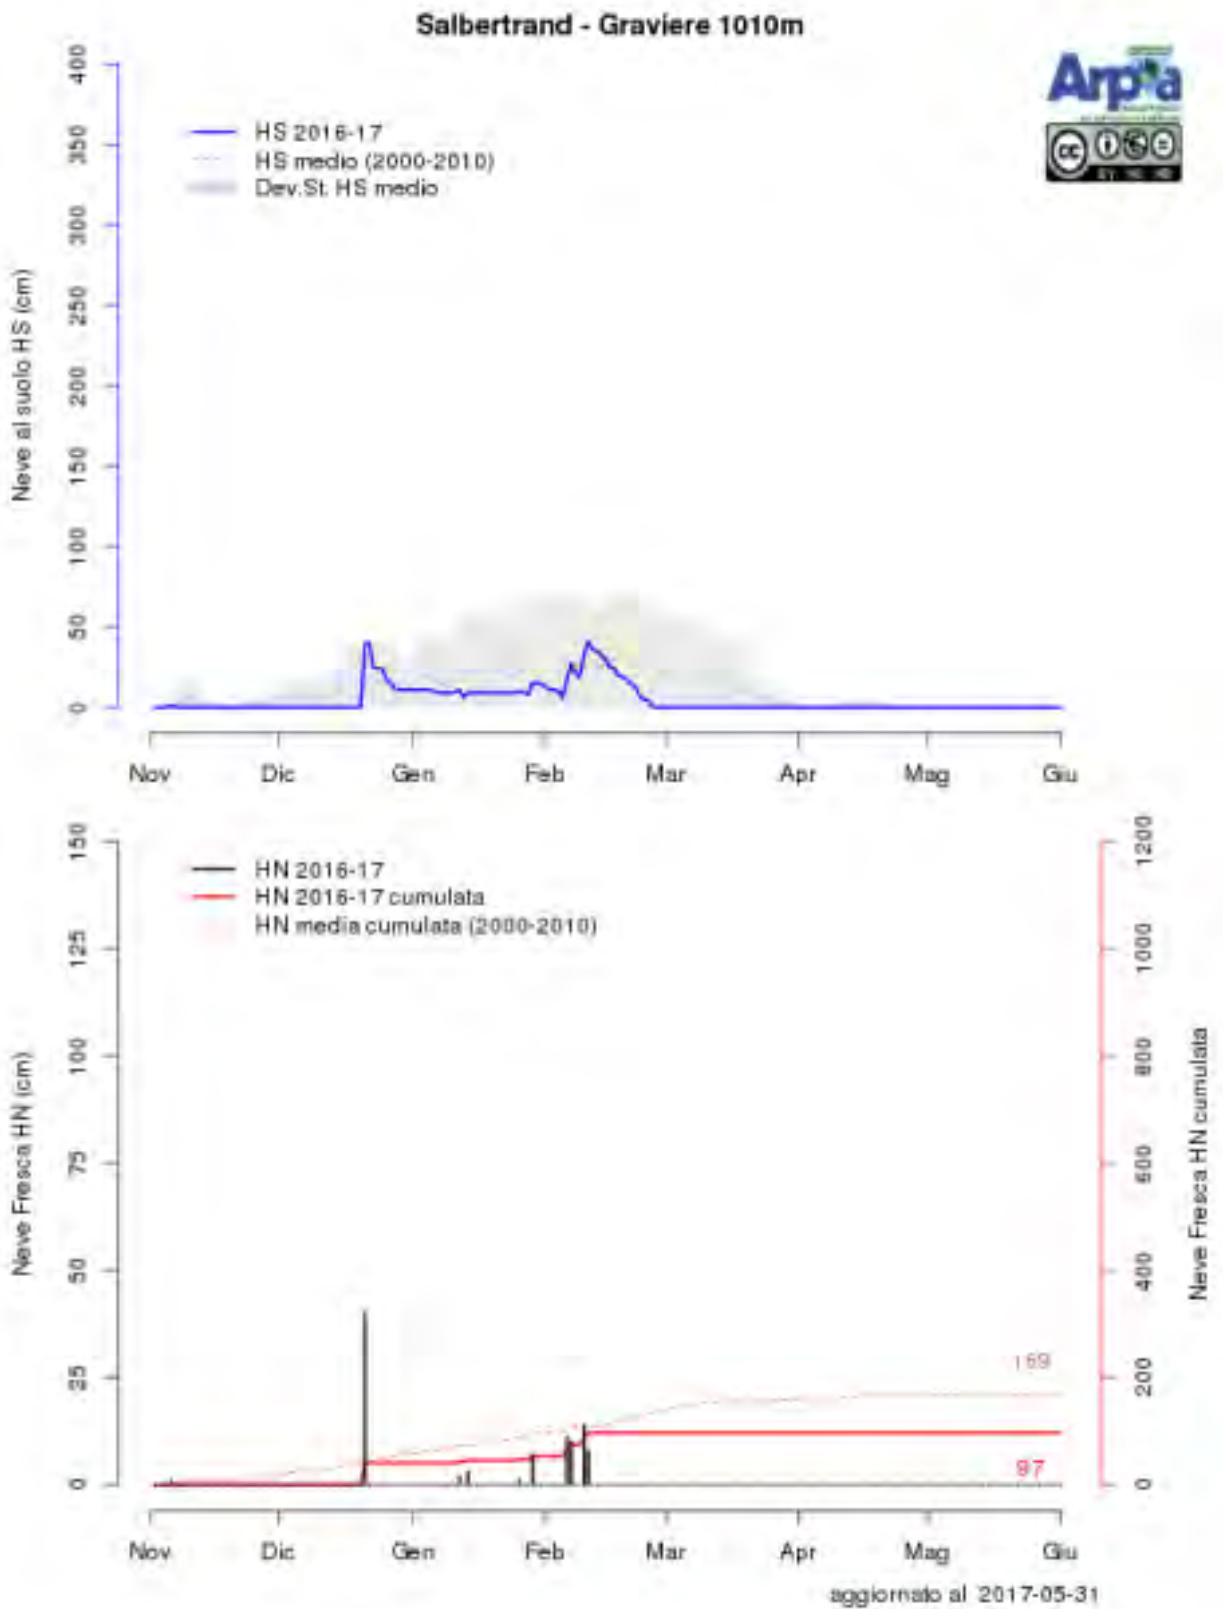 Salbertrand - Graviere 1010m
Arpa
cc
HS 2016-17
HS medio (2000-2010)
Dev.St. HS medio
Neve al suolo HS (cm)
400
350
300
250
200
150
100
50
0
Nov Dic Gen Feb Mar Apr Mag Giu
HN 2016-17
HN 2016-17 cumulata
HN media cumulata (2000-2010)
Neve Fresca HN (cm)
150
125
100
75
50
25
0
Neve Fresca HN cumulata
1200
1000
800
600
400
200
0
169
97
Nov Dic Gen Feb Mar Apr Mag Giu
aggiornato al 2017-05-31